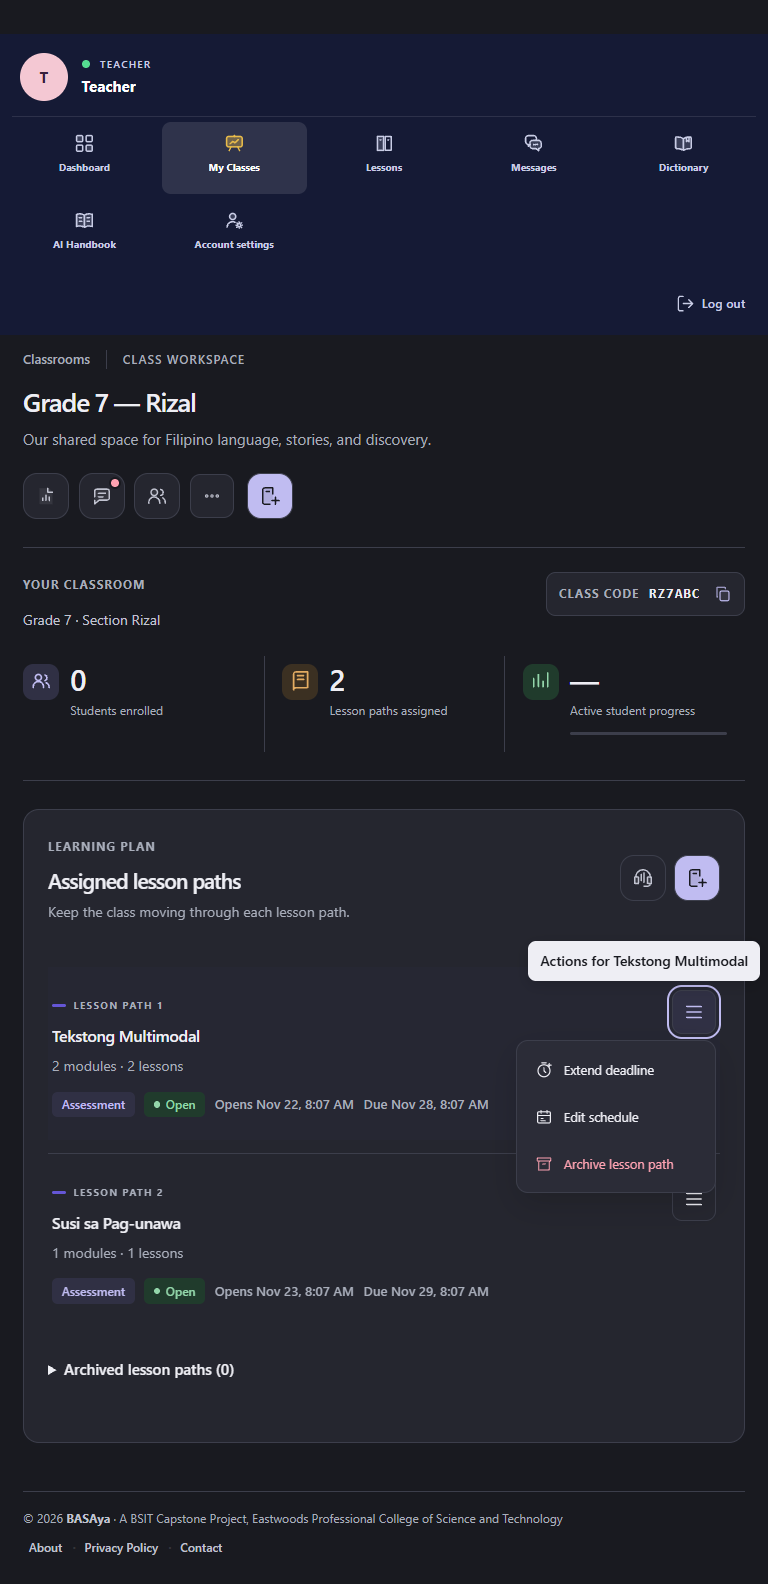 T
TEACHER
Teacher
Dashboard
My Classes
Lessons
Messages
Dictionary
AI Handbook
Account settings
Log out
Classrooms
CLASS WORKSPACE
Grade 7 — Rizal
Our shared space for Filipino language, stories, and discovery.
YOUR CLASSROOM
Grade 7 · Section Rizal
CLASS CODE RZ7ABC
0
Students enrolled
2
Lesson paths assigned
—
Active student progress
LEARNING PLAN
Assigned lesson paths
Keep the class moving through each lesson path.
Actions for Tekstong Multimodal
LESSON PATH 1
Tekstong Multimodal
2 modules · 2 lessons
Assessment Open Opens Nov 22, 8:07 AM Due Nov 28, 8:07 AM
Extend deadline
Edit schedule
Archive lesson path
LESSON PATH 2
Susi sa Pag-unawa
1 modules · 1 lessons
Assessment Open Opens Nov 23, 8:07 AM Due Nov 29, 8:07 AM
Archived lesson paths (0)
© 2026 BASAya · A BSIT Capstone Project, Eastwoods Professional College of Science and Technology
About · Privacy Policy · Contact